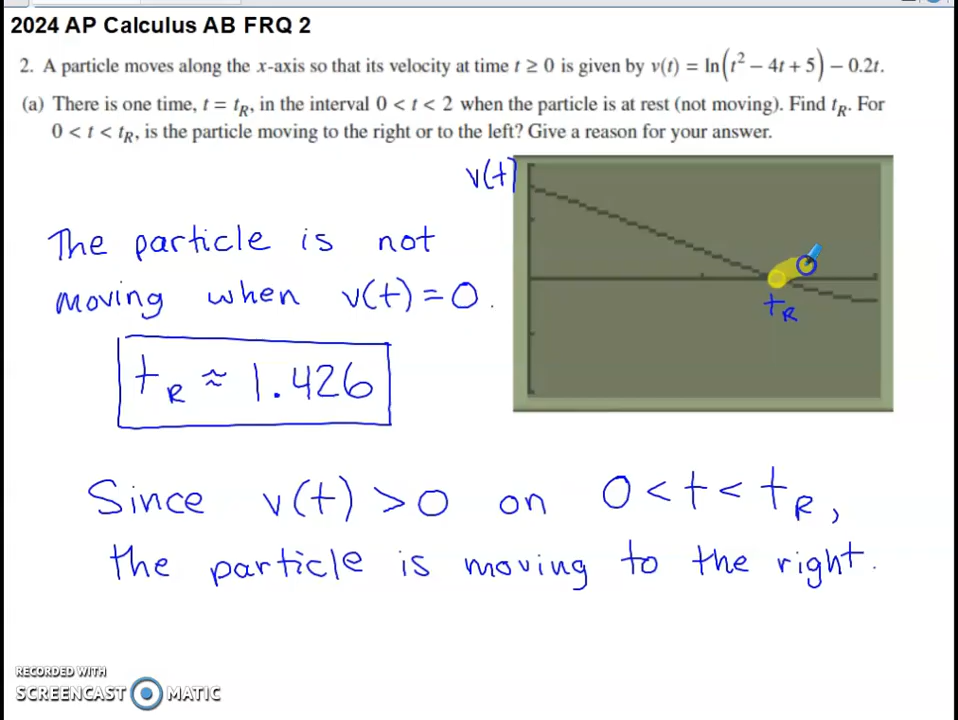 2024 AP Calculus AB FRQ 2
2. A particle moves along the x-axis so that its velocity at time t ≥ 0 is given by v(t) = ln(t² − 4t + 5) − 0.2t.
(a) There is one time, t = t_R, in the interval 0 < t < 2 when the particle is at rest (not moving). Find t_R. For
0 < t < t_R, is the particle moving to the right or to the left? Give a reason for your answer.
v(t)
The particle is not
moving when v(t) = 0.
t_R
t_R ≈ 1.426
Since v(t) > 0 on 0 < t < t_R,
the particle is moving to the right.
RECORDED WITH
SCREENCAST MATIC